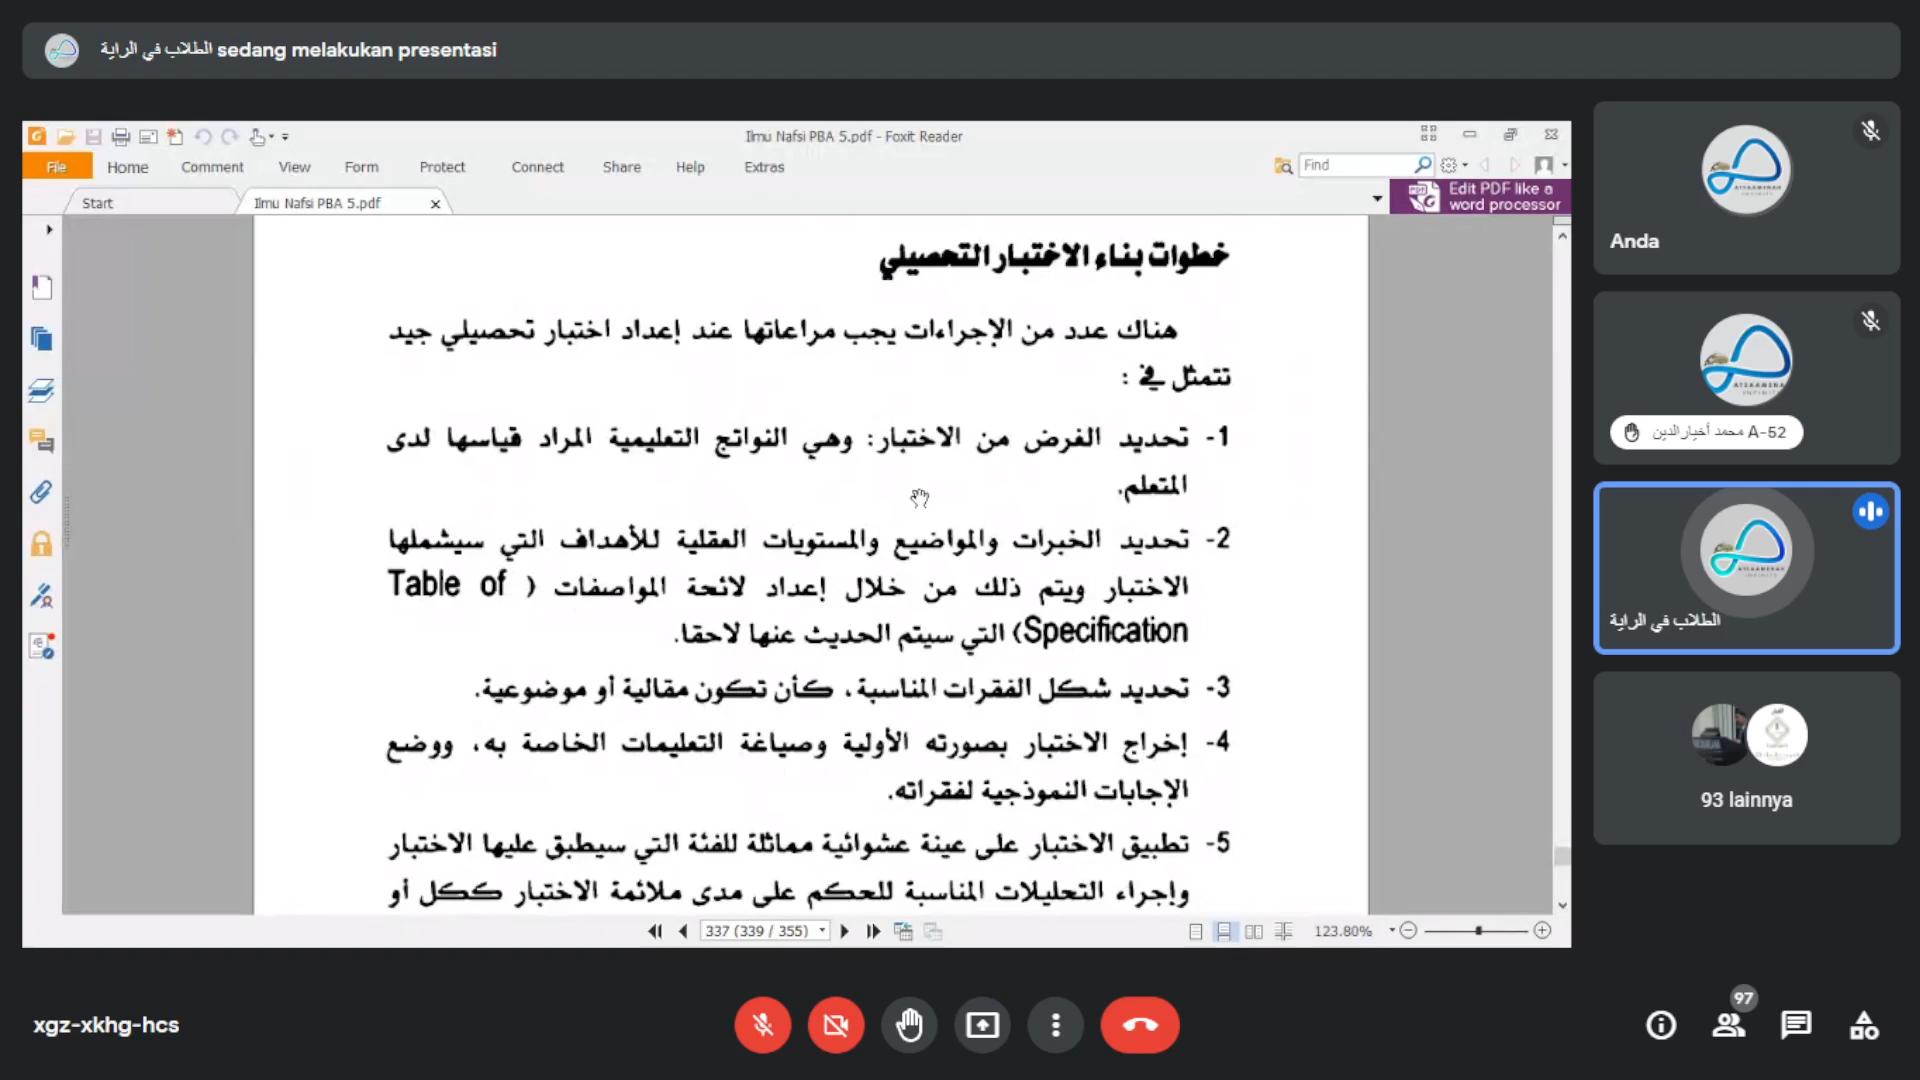 الطلاب في الراية sedang melakukan presentasi
Ilmu Nafsi PBA 5.pdf - Foxit Reader
File Home Comment View Form Protect Connect Share Help Extras
Find
Start
Ilmu Nafsi PBA 5.pdf
Edit PDF like a
word processor
خطوات بناء الاختبار التحصيلي
هناك عدد من الإجراءات يجب مراعاتها عند إعداد اختبار تحصيلي جيد
تتمثل في :
1- تحديد الغرض من الاختبار: وهي النواتج التعليمية المراد قياسها لدى
المتعلم.
2- تحديد الخبرات والمواضيع والمستويات العقلية للأهداف التي سيشملها
الاختبار ويتم ذلك من خلال إعداد لائحة المواصفات ( Table of
Specification) التي سيتم الحديث عنها لاحقا.
3- تحديد شكل الفقرات المناسبة، كأن تكون مقالية أو موضوعية.
4- إخراج الاختبار بصورته الأولية وصياغة التعليمات الخاصة به، ووضع
الإجابات النموذجية لفقراته.
5- تطبيق الاختبار على عينة عشوائية مماثلة للفئة التي سيطبق عليها الاختبار
وإجراء التحليلات المناسبة للحكم على مدى ملائمة الاختبار ككل أو
337 (339 / 355)
123.80%
Anda
A-52 محمد أخيار الدين
الطلاب في الراية
93 lainnya
xgz-xkhg-hcs
97